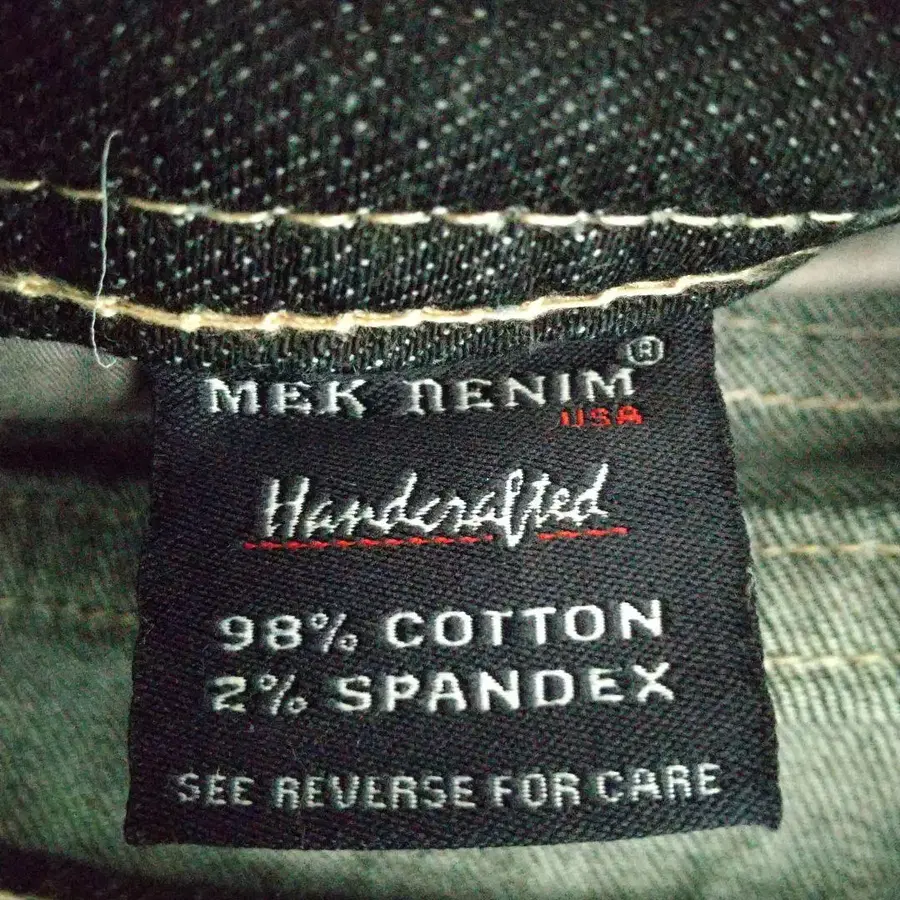 MEK DENIM®
USA
Handcrafted
98% COTTON
2% SPANDEX
SEE REVERSE FOR CARE